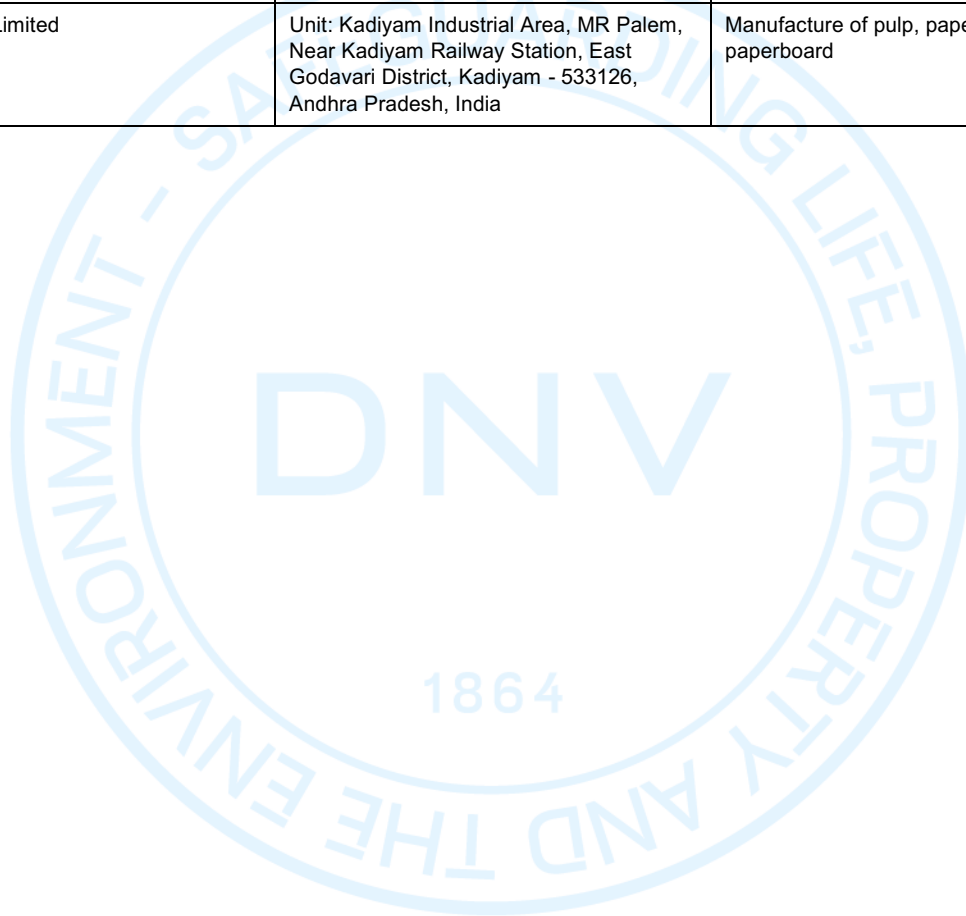 Limited
Unit: Kadiyam Industrial Area, MR Palem,
Near Kadiyam Railway Station, East
Godavari District, Kadiyam - 533126,
Andhra Pradesh, India
Manufacture of pulp,
paperboard
SAFEGUARDING LIFE, PROPERTY AND THE ENVIRONMENT -
DNV
1864